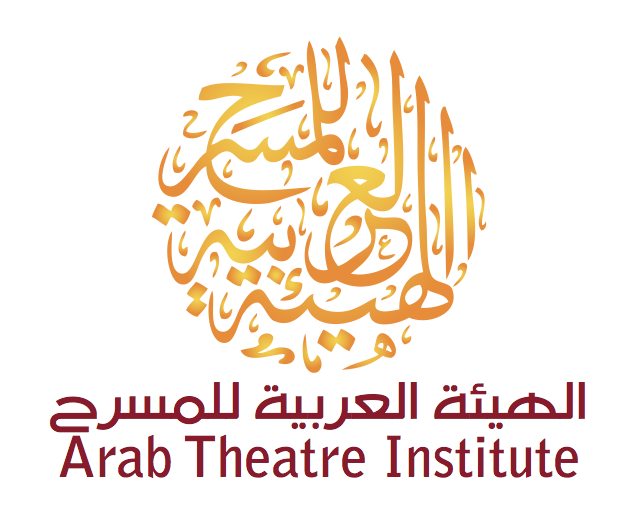 الهيئة
العربية
للمسرح
الهيئة العربية للمسرح
Arab Theatre Institute